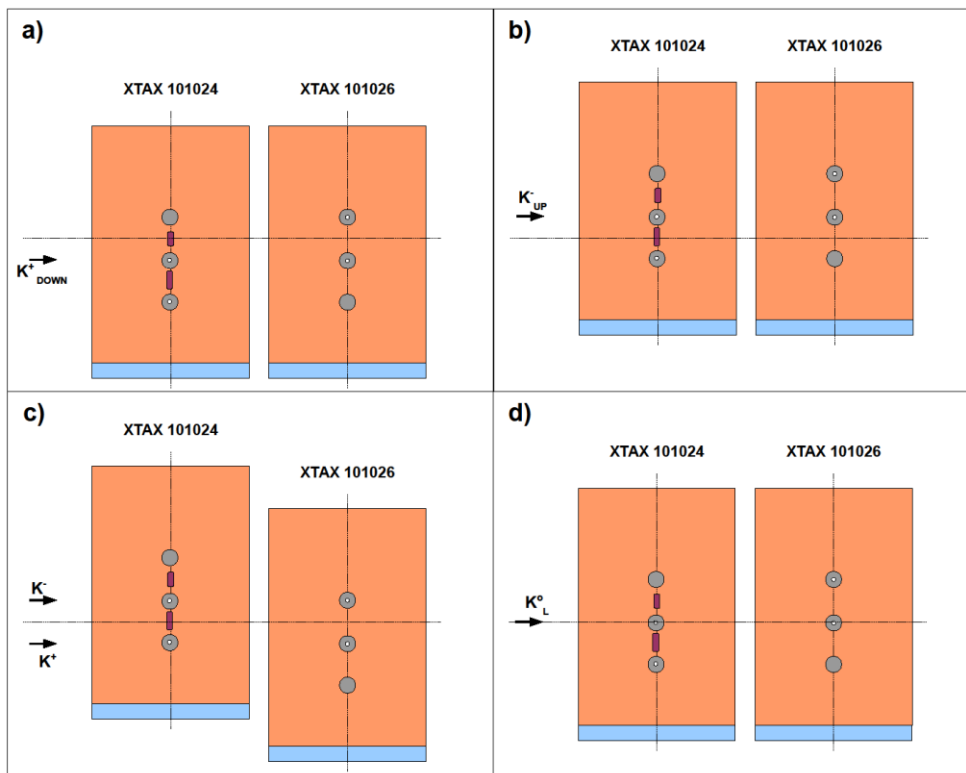 a)
XTAX 101024 XTAX 101026
K+DOWN
b)
XTAX 101024 XTAX 101026
K-UP
c)
XTAX 101024
XTAX 101026
K-
K+
d)
XTAX 101024 XTAX 101026
KoL